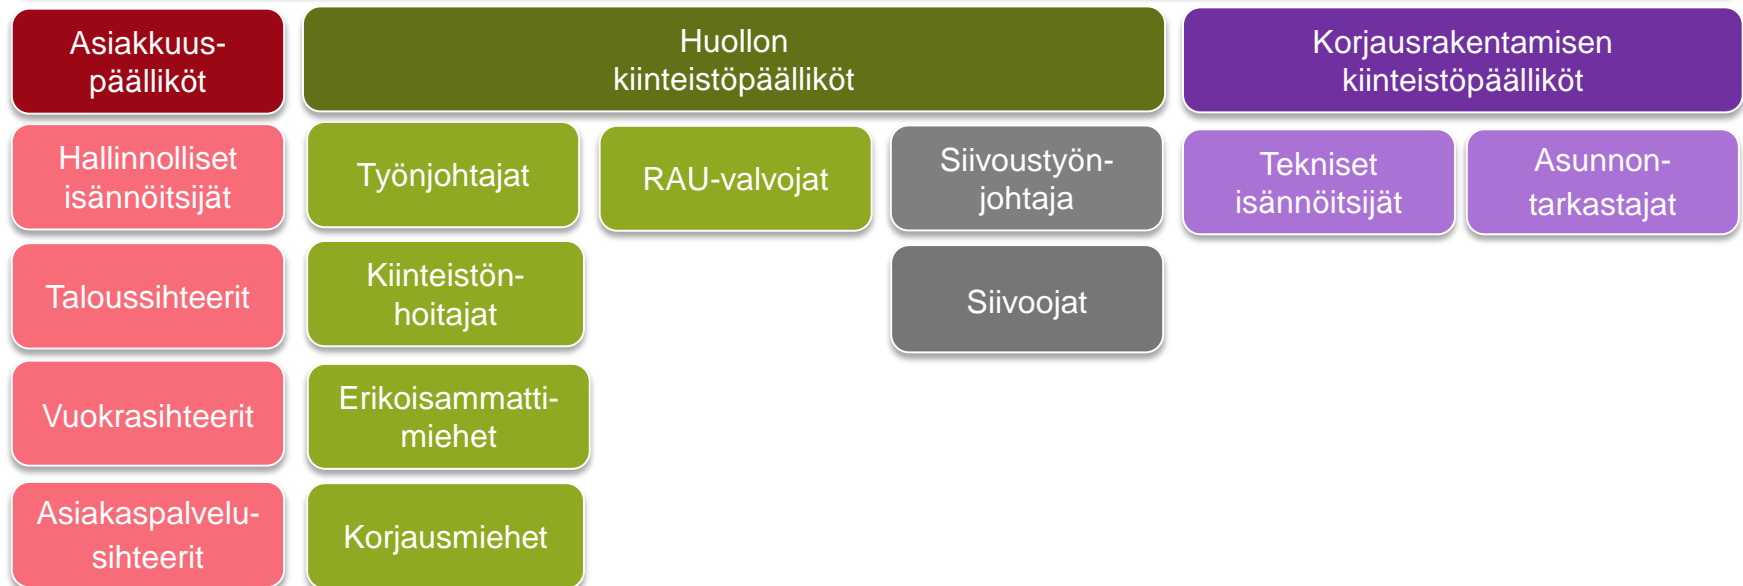 Asiakkuus-
päälliköt
Huollon
kiinteistöpäälliköt
Korjausrakentamisen
kiinteistöpäälliköt
Hallinnolliset
isännöitsijät
Työnjohtajat
RAU-valvojat
Siivoustyön-
johtaja
Tekniset
isännöitsijät
Asunnon-
tarkastajat
Taloussihteerit
Kiinteistön-
hoitajat
Siivoojat
Vuokrasihteerit
Erikoisammatti-
miehet
Asiakaspalvelu-
sihteerit
Korjausmiehet